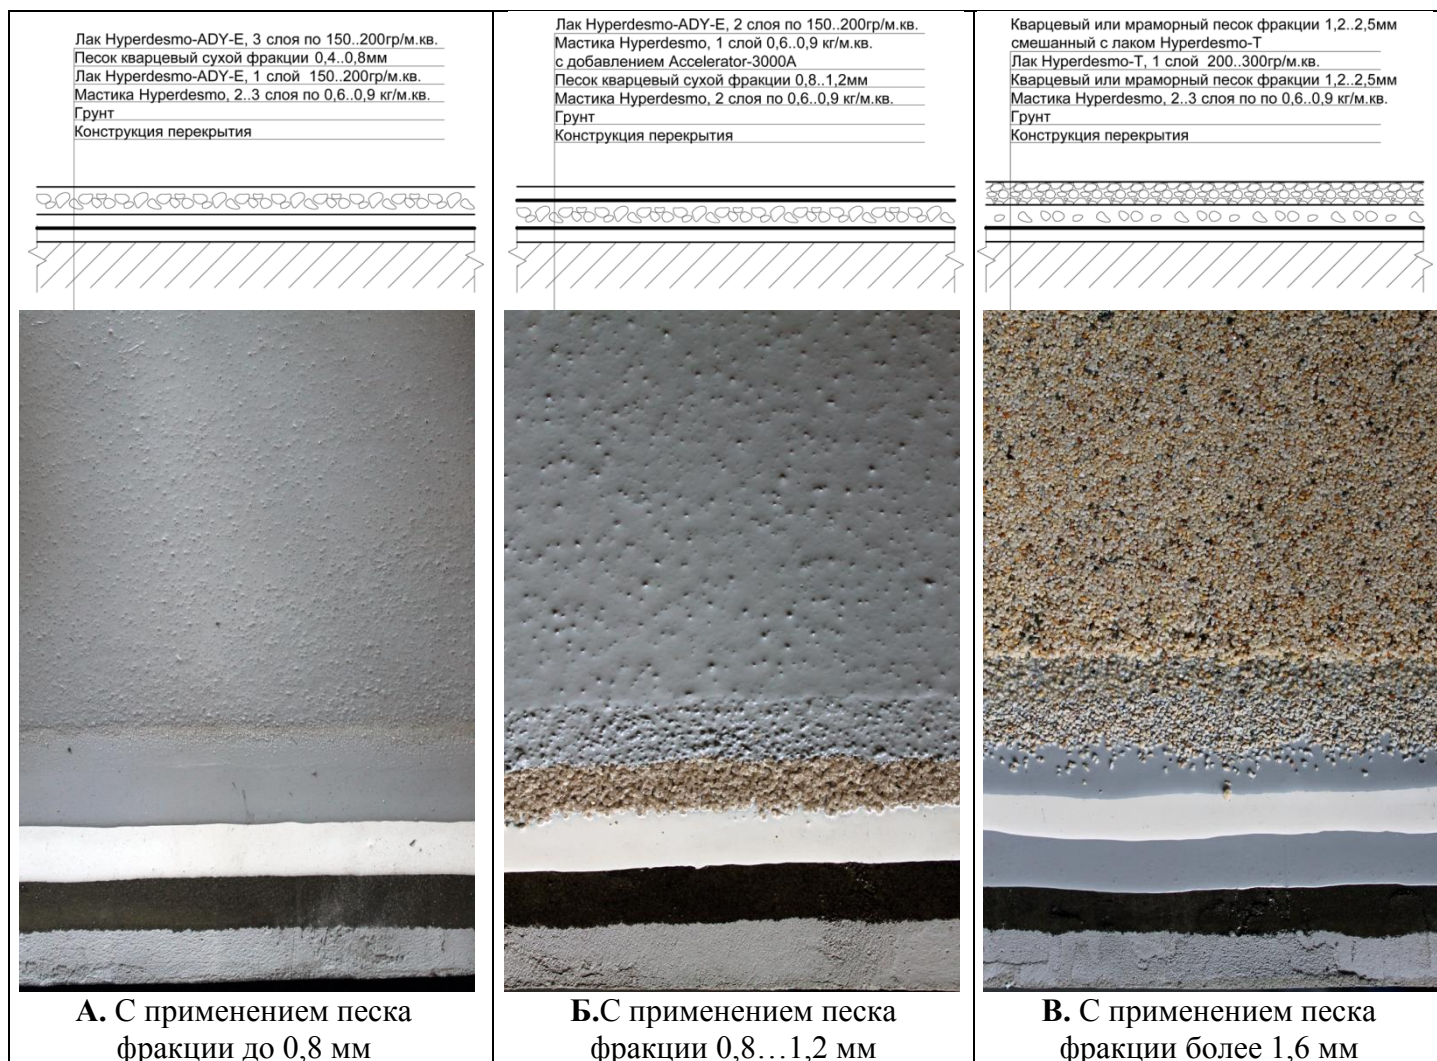 Лак Hyperdesmo-ADY-E, 3 слоя по 150..200гр/м.кв.
Песок кварцевый сухой фракции 0,4..0,8мм
Лак Hyperdesmo-ADY-E, 1 слой 150..200гр/м.кв.
Мастика Hyperdesmo, 2..3 слоя по 0,6..0,9 кг/м.кв.
Грунт
Конструкция перекрытия
Лак Hyperdesmo-ADY-E, 2 слоя по 150..200гр/м.кв.
Мастика Hyperdesmo, 1 слой 0,6..0,9 кг/м.кв.
с добавлением Accelerator-3000A
Песок кварцевый сухой фракции 0,8..1,2мм
Мастика Hyperdesmo, 2 слоя по 0,6..0,9 кг/м.кв.
Грунт
Конструкция перекрытия
Кварцевый или мраморный песок фракции 1,2..2,5мм
смешанный с лаком Hyperdesmo-T
Лак Hyperdesmo-T, 1 слой 200..300гр/м.кв.
Кварцевый или мраморный песок фракции 1,2..2,5мм
Мастика Hyperdesmo, 2..3 слоя по по 0,6..0,9 кг/м.кв.
Грунт
Конструкция перекрытия
А. С применением песка
фракции до 0,8 мм
Б.С применением песка
фракции 0,8…1,2 мм
В. С применением песка
фракции более 1,6 мм